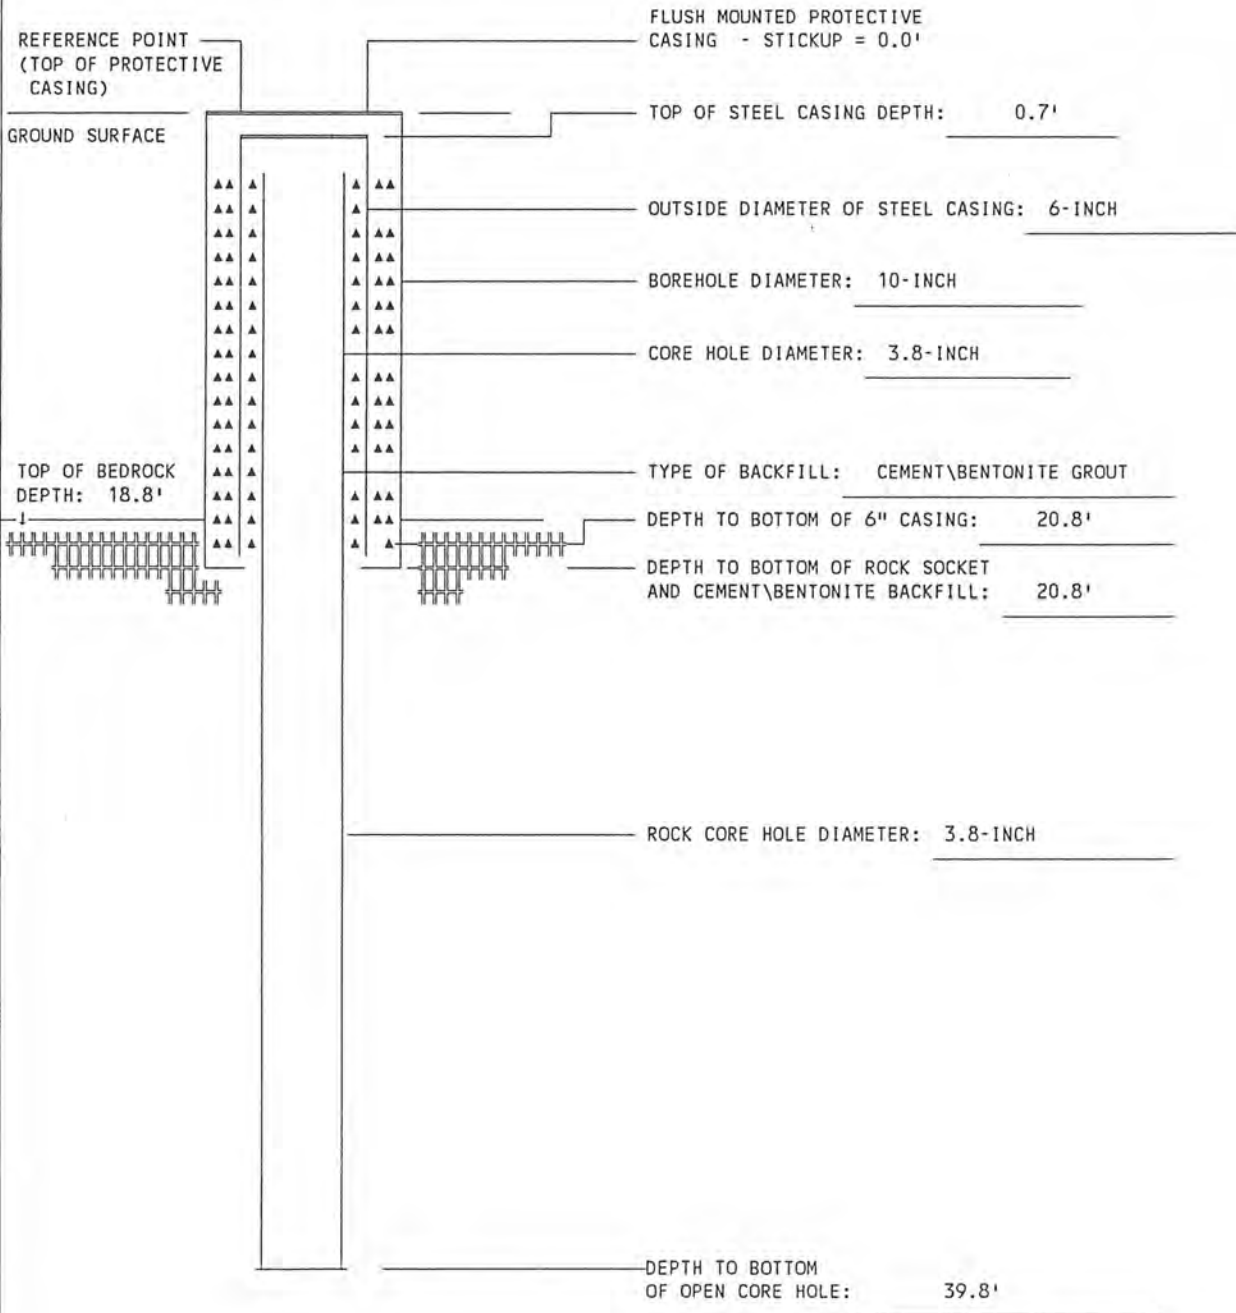 REFERENCE POINT
(TOP OF PROTECTIVE
CASING)
GROUND SURFACE
FLUSH MOUNTED PROTECTIVE
CASING - STICKUP = 0.0'
TOP OF STEEL CASING DEPTH: 0.7'
OUTSIDE DIAMETER OF STEEL CASING: 6-INCH
BOREHOLE DIAMETER: 10-INCH
CORE HOLE DIAMETER: 3.8-INCH
TOP OF BEDROCK
DEPTH: 18.8'
TYPE OF BACKFILL: CEMENT\BENTONITE GROUT
DEPTH TO BOTTOM OF 6" CASING: 20.8'
DEPTH TO BOTTOM OF ROCK SOCKET
AND CEMENT\BENTONITE BACKFILL: 20.8'
ROCK CORE HOLE DIAMETER: 3.8-INCH
DEPTH TO BOTTOM
OF OPEN CORE HOLE: 39.8'